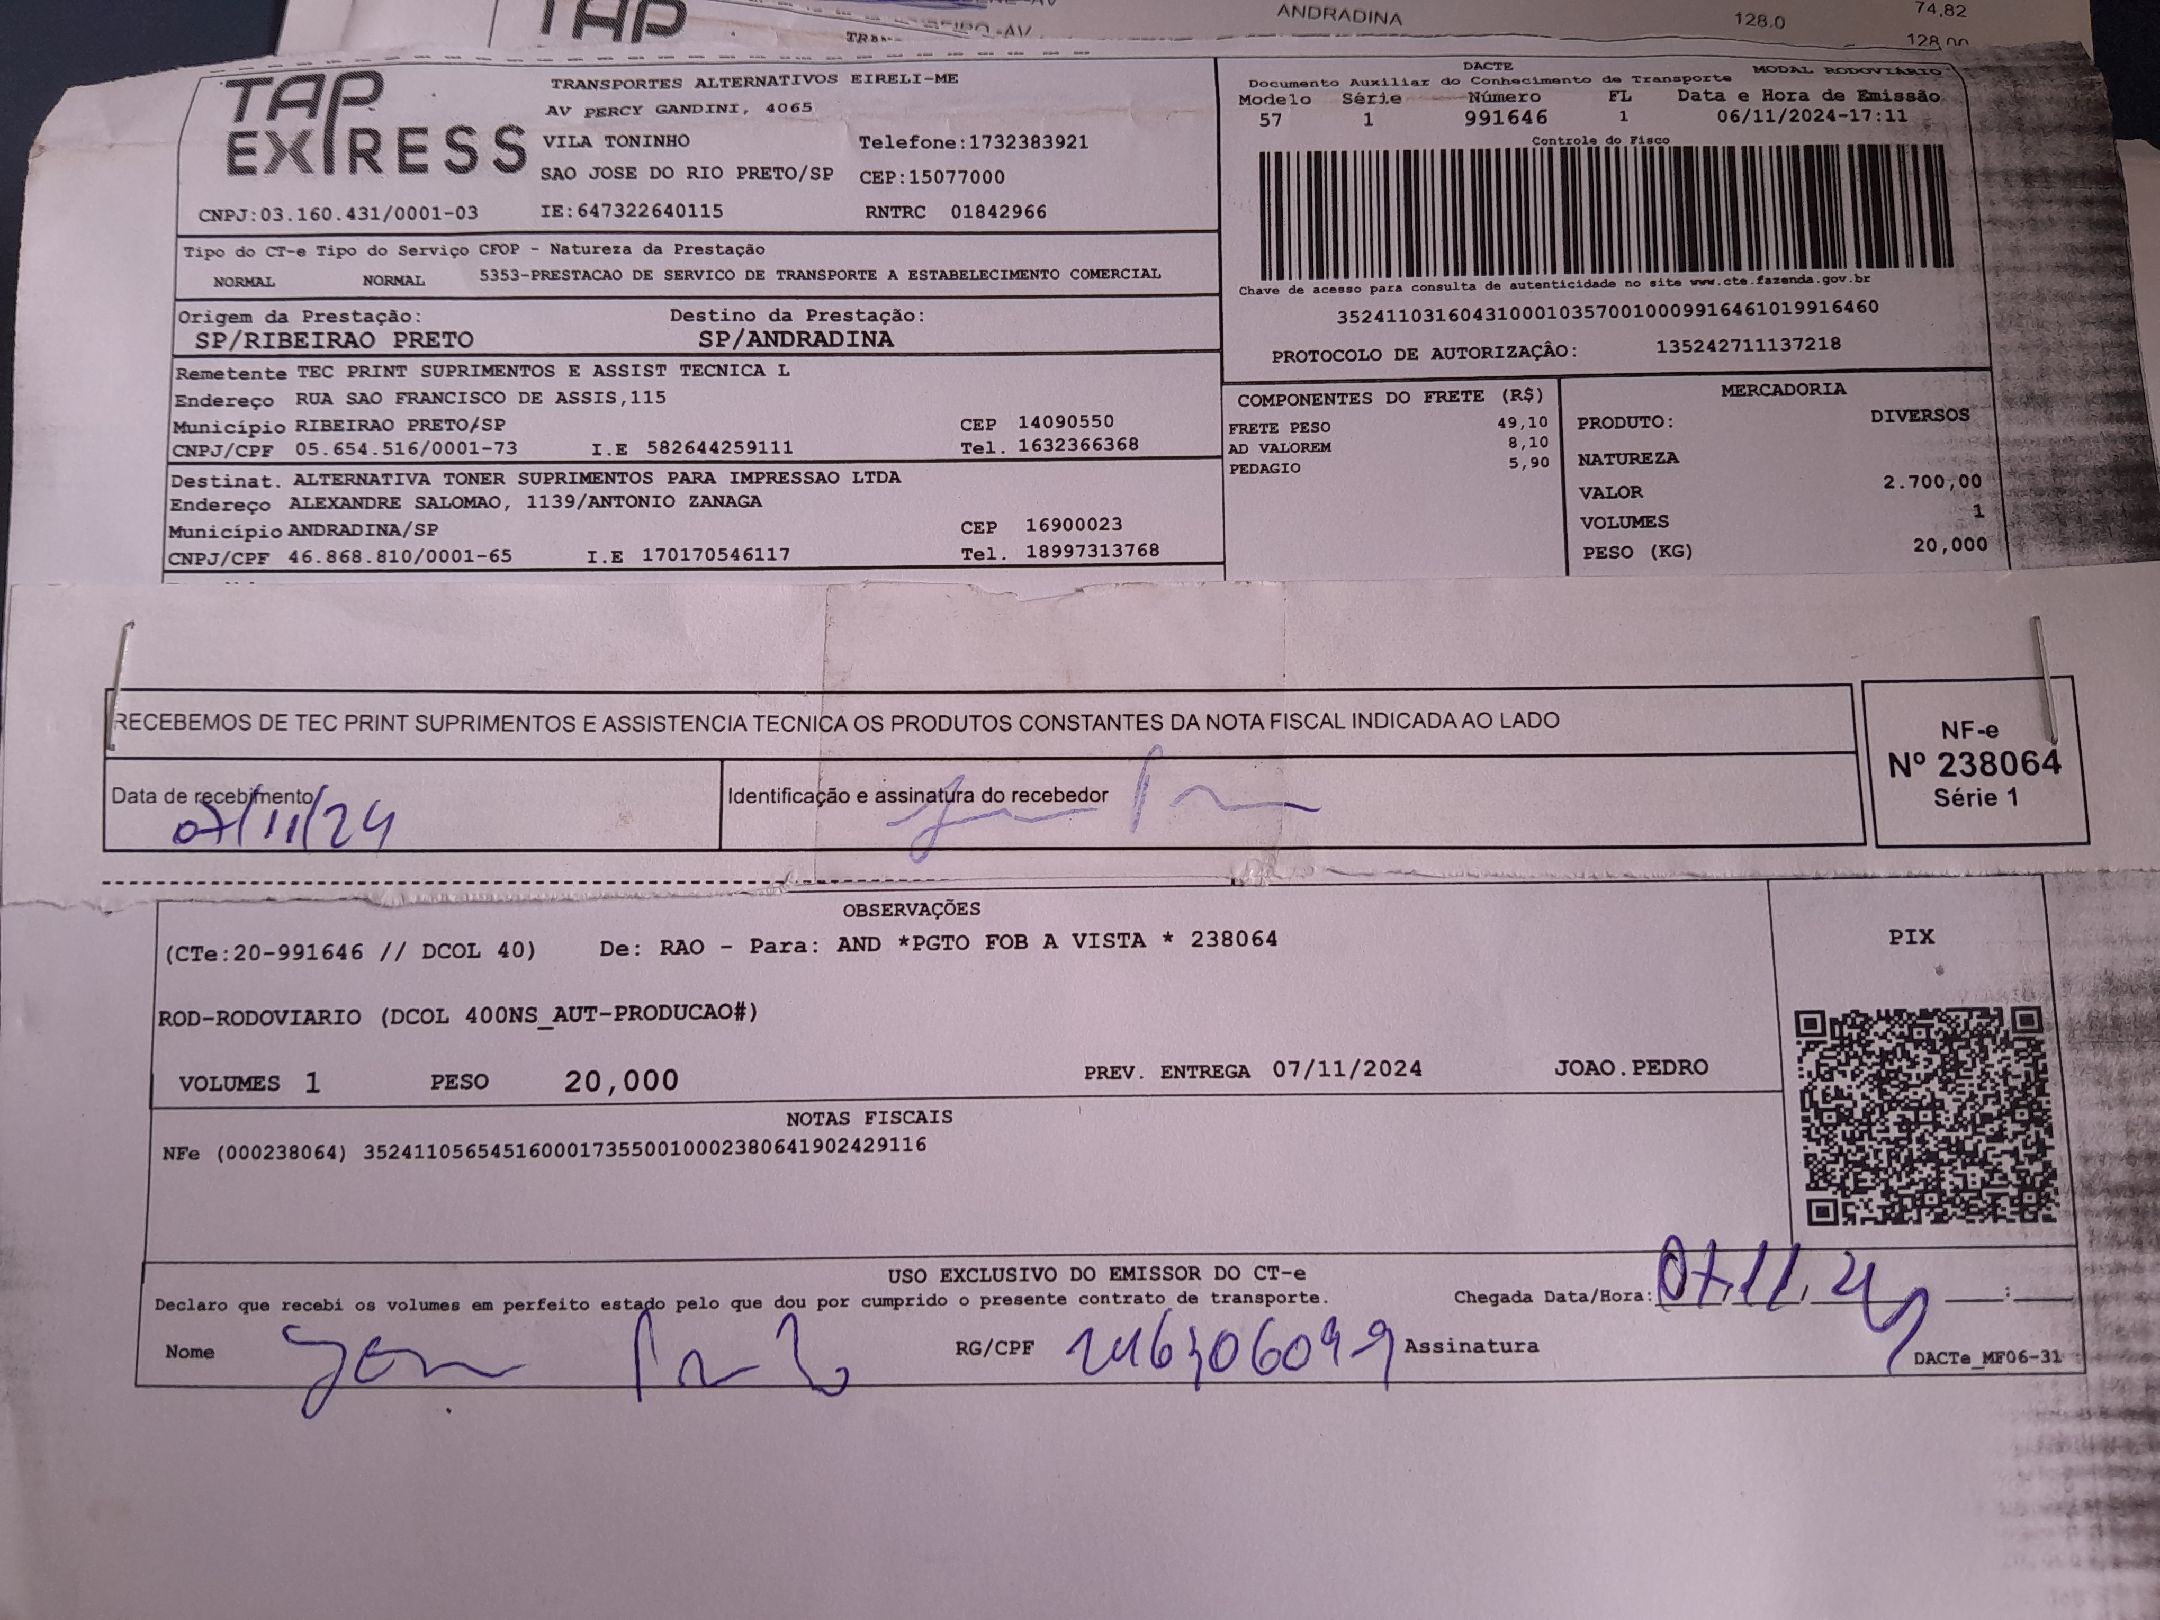 ANDRADINA 128.0 74,82
128,00
TAP
TAP EXPRESS
TRANSPORTES ALTERNATIVOS EIRELI-ME
AV PERCY GANDINI, 4065
VILA TONINHO Telefone:1732383921
SAO JOSE DO RIO PRETO/SP CEP:15077000
CNPJ:03.160.431/0001-03 IE:647322640115 RNTRC 01842966
DACTE
Documento Auxiliar do Conhecimento de Transporte MODAL RODOVIÁRIO
Modelo Série Número FL Data e Hora de Emissão
57 1 991646 1 06/11/2024-17:11
Controle do Fisco
Chave de acesso para consulta de autenticidade no site www.cte.fazenda.gov.br
35241103160431000103570010009916461019916460
PROTOCOLO DE AUTORIZAÇÂO: 135242711137218
Tipo do CT-e Tipo do Serviço CFOP - Natureza da Prestação
NORMAL NORMAL 5353-PRESTACAO DE SERVICO DE TRANSPORTE A ESTABELECIMENTO COMERCIAL
Origem da Prestação: Destino da Prestação:
SP/RIBEIRAO PRETO SP/ANDRADINA
Remetente TEC PRINT SUPRIMENTOS E ASSIST TECNICA L
Endereço RUA SAO FRANCISCO DE ASSIS,115
Município RIBEIRAO PRETO/SP CEP 14090550
CNPJ/CPF 05.654.516/0001-73 I.E 582644259111 Tel. 1632366368
Destinat. ALTERNATIVA TONER SUPRIMENTOS PARA IMPRESSAO LTDA
Endereço ALEXANDRE SALOMAO, 1139/ANTONIO ZANAGA
Município ANDRADINA/SP CEP 16900023
CNPJ/CPF 46.868.810/0001-65 I.E 170170546117 Tel. 18997313768
COMPONENTES DO FRETE (R$)
FRETE PESO 49,10
AD VALOREM 8,10
PEDAGIO 5,90
MERCADORIA
PRODUTO: DIVERSOS
NATUREZA
VALOR 2.700,00
VOLUMES 1
PESO (KG) 20,000
RECEBEMOS DE TEC PRINT SUPRIMENTOS E ASSISTENCIA TECNICA OS PRODUTOS CONSTANTES DA NOTA FISCAL INDICADA AO LADO
NF-e
Nº 238064
Série 1
Data de recebimento
07/11/24
Identificação e assinatura do recebedor
OBSERVAÇÕES
(CTe:20-991646 // DCOL 40) De: RAO - Para: AND *PGTO FOB A VISTA * 238064
PIX
ROD-RODOVIARIO (DCOL 400NS_AUT-PRODUCAO#)
VOLUMES 1 PESO 20,000 PREV. ENTREGA 07/11/2024 JOAO.PEDRO
NOTAS FISCAIS
NFe (000238064) 35241105654516000173550010002380641902429116
USO EXCLUSIVO DO EMISSOR DO CT-e
Declaro que recebi os volumes em perfeito estado pelo que dou por cumprido o presente contrato de transporte. Chegada Data/Hora: 07.11.24
Nome RG/CPF Assinatura
DACTe_MF06-31